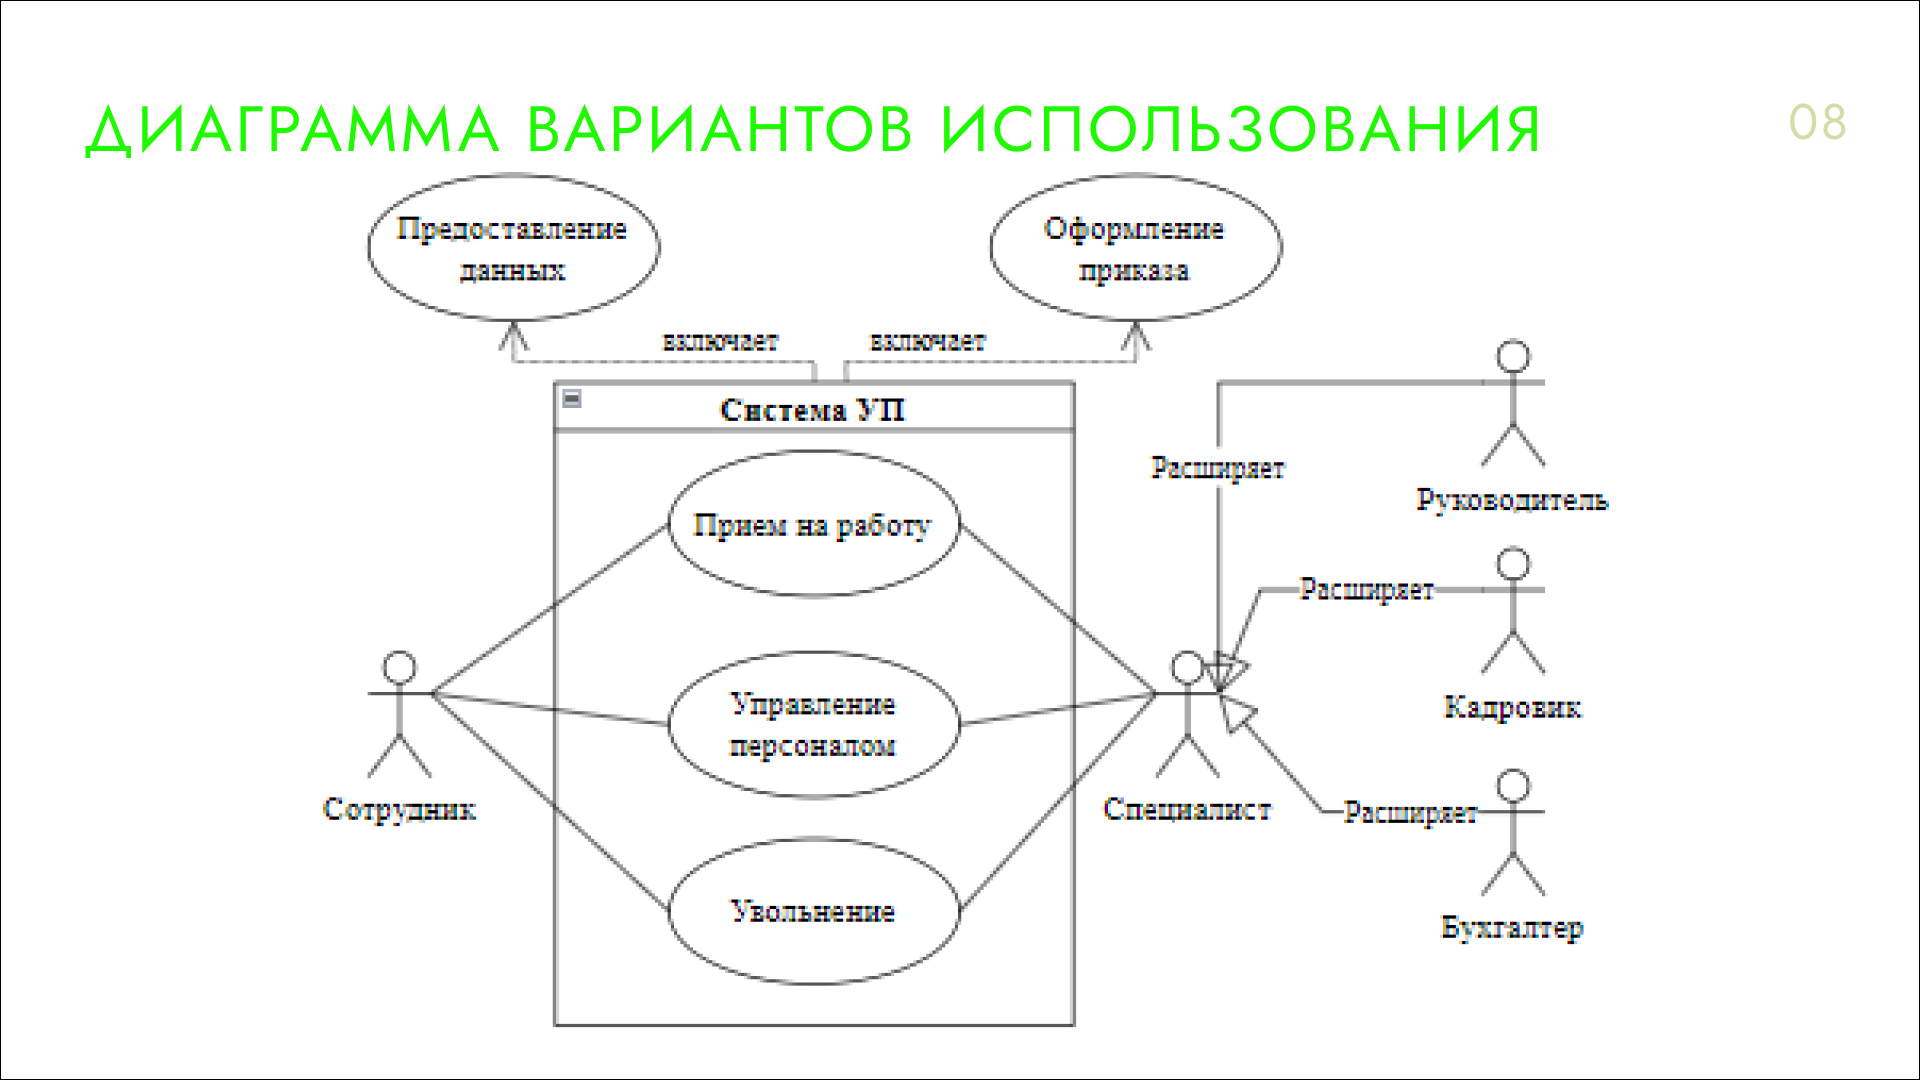 ДИАГРАММА ВАРИАНТОВ ИСПОЛЬЗОВАНИЯ
08
Предоставление
данных
Оформление
приказа
включает
включает
Система УП
Расширяет
Руководитель
Прием на работу
Расширяет
Кадровик
Управление
персоналом
Сотрудник
Специалист
Расширяет
Увольнение
Бухгалтер